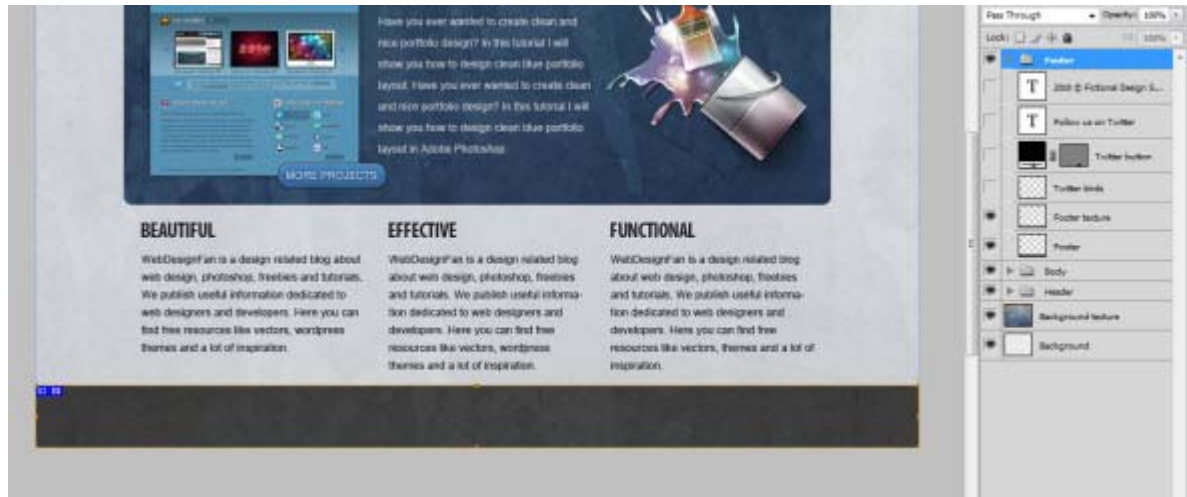 Have you ever wanted to create clean and
nice portfolio design? In this tutorial I will
show you how to design clean blue portfolio
layout. Have you ever wanted to create clean
and nice portfolio design? In this tutorial I will
show you how to design clean blue portfolio
layout in Adobe Photoshop.
MORE PROJECTS
BEAUTIFUL
WebDesignFan is a design related blog about
web design, photoshop, freebies and tutorials.
We publish useful information dedicated to
web designers and developers. Here you can
find free resources like vectors, wordpress
themes and a lot of inspiration.
EFFECTIVE
WebDesignFan is a design related blog
about web design, photoshop, freebies
and tutorials. We publish useful informa-
tion dedicated to web designers and
developers. Here you can find free
resources like vectors, wordpress
themes and a lot of inspiration.
FUNCTIONAL
WebDesignFan is a design related blog
about web design, photoshop, freebies
and tutorials. We publish useful informa-
tion dedicated to web designers and
developers. Here you can find free
resources like vectors, themes and a lot of
inspiration.
Pass Through Opacity: 100%
Lock: 100%
Footer
T 2010 © Fictional Design S...
T Follow us on Twitter
Twitter button
Twitter birds
Footer texture
Footer
Body
Header
Background texture
Background